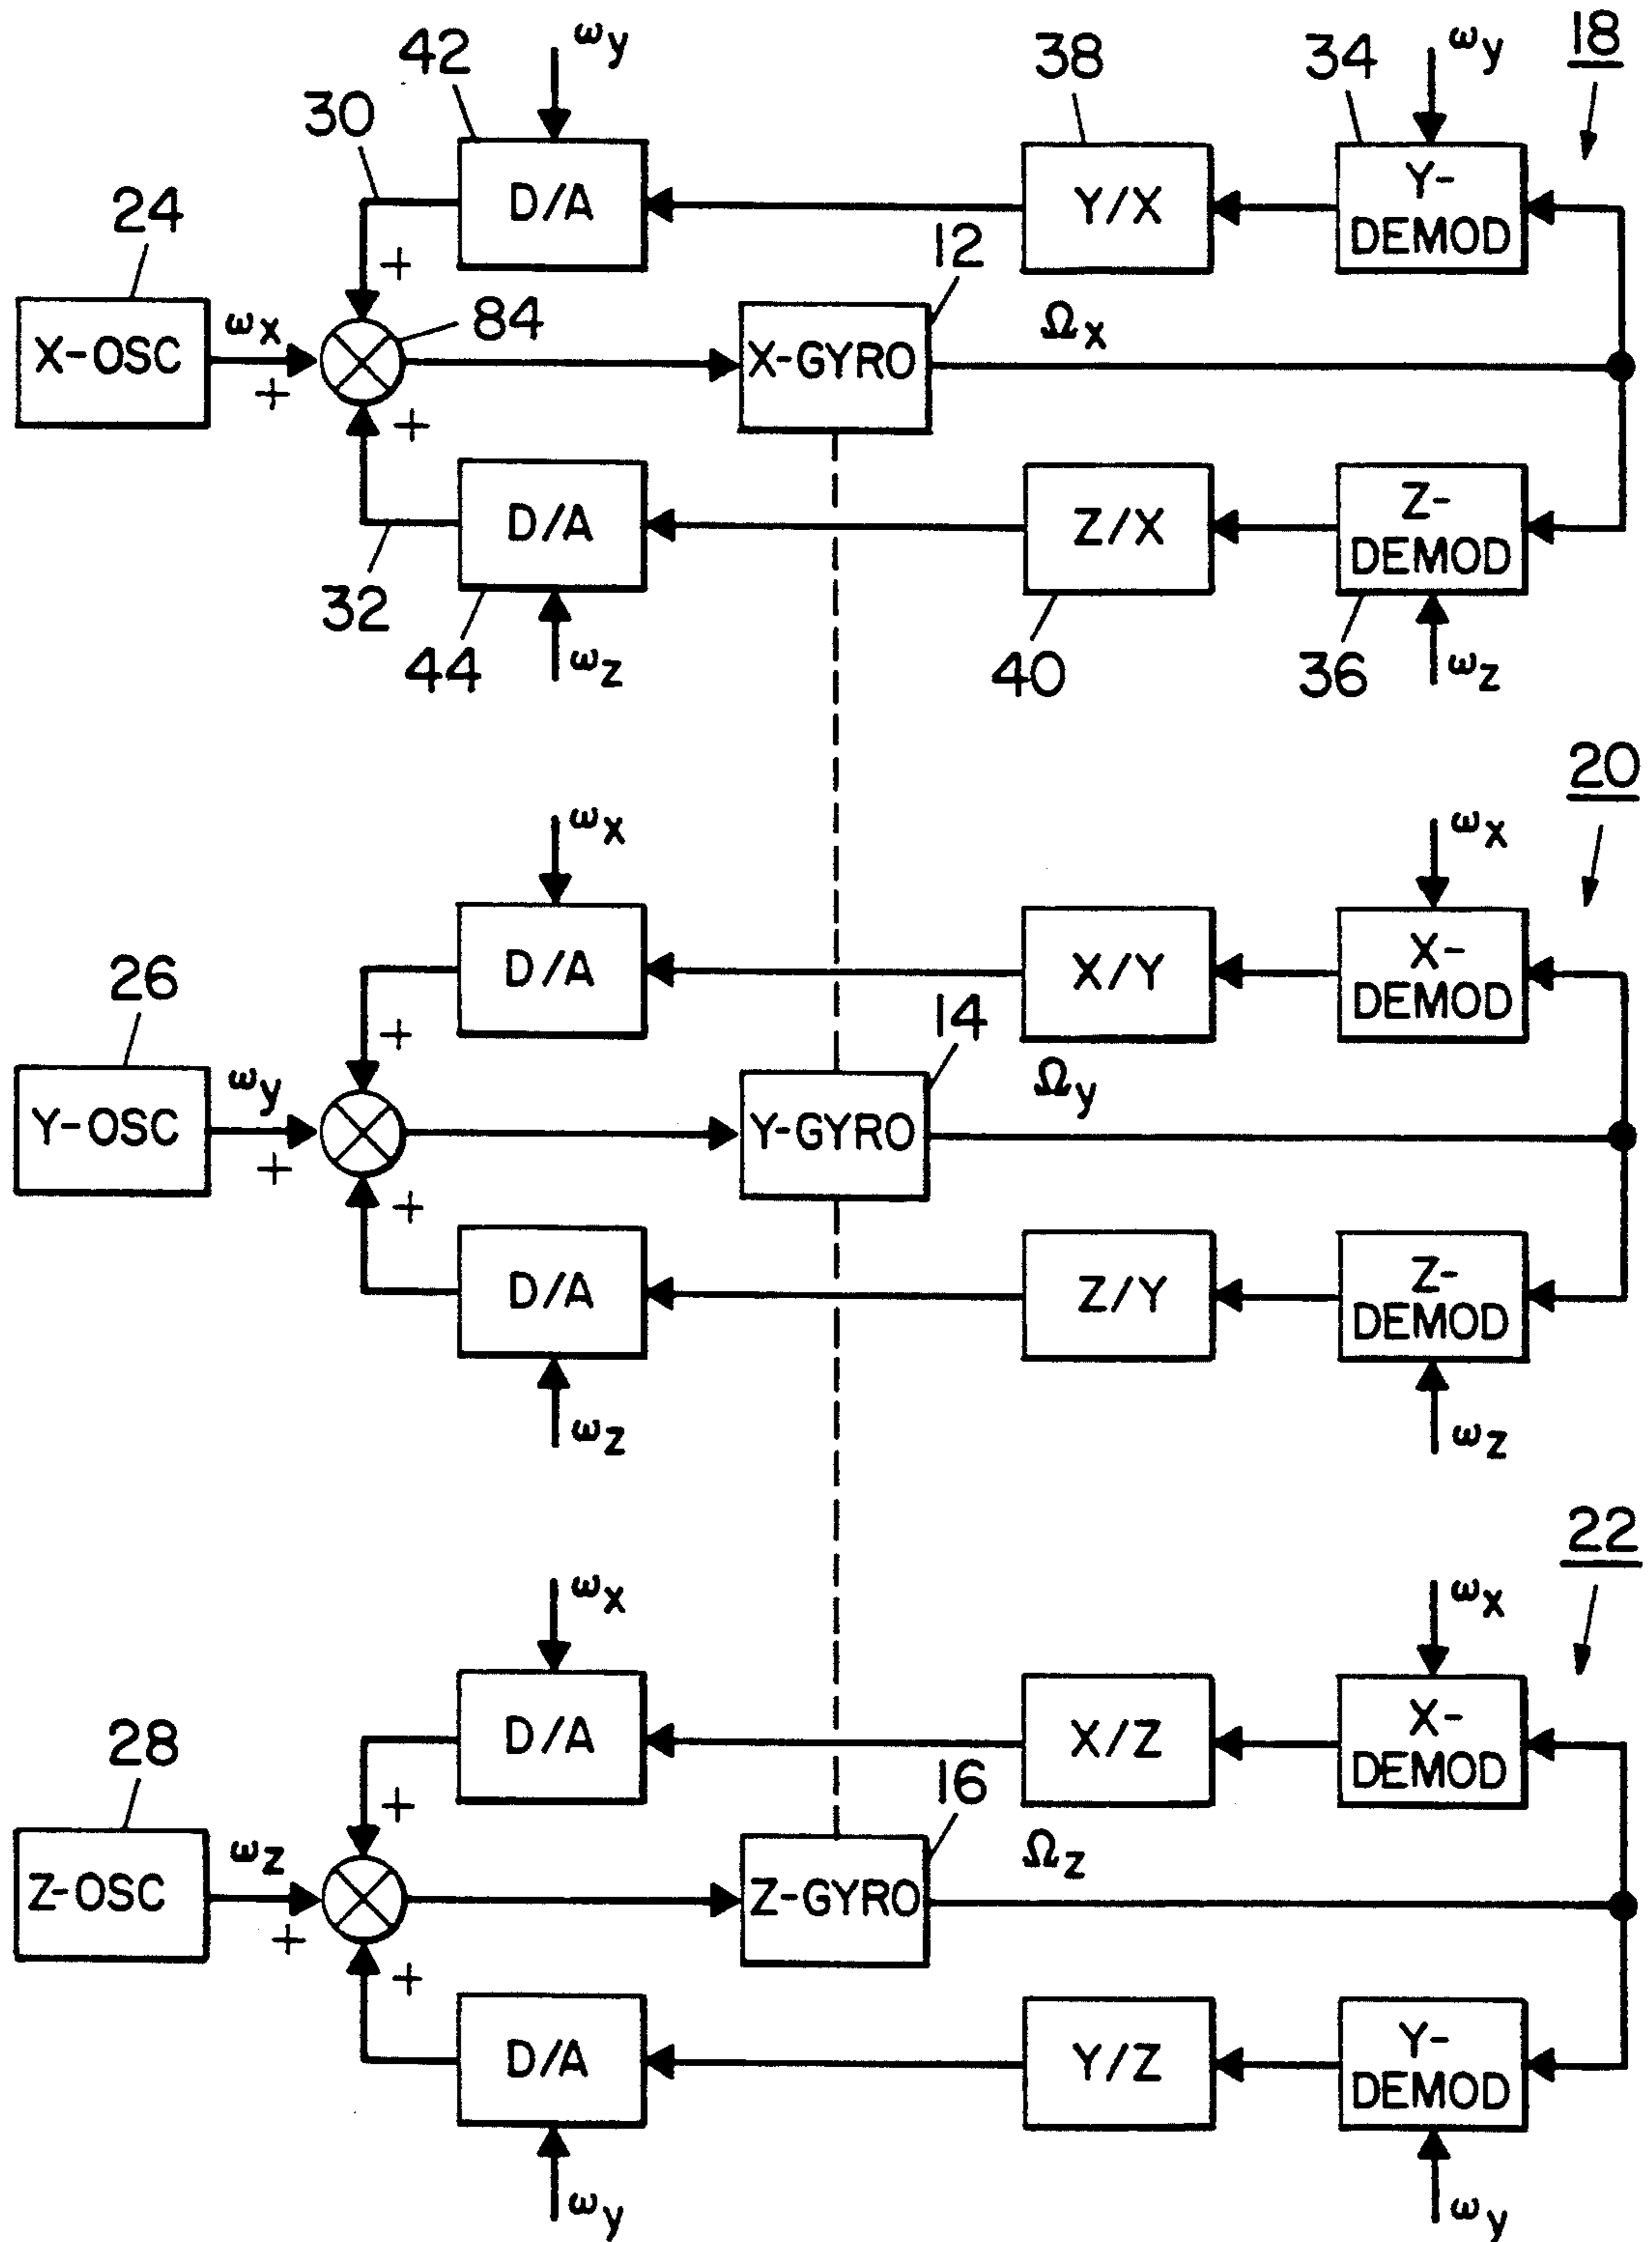 42 ωy 38 34 ωy 18
30
24 D/A Y/X Y-
DEMOD
12
X-OSC ωx + + 84 X-GYRO Ωx
+
D/A Z/X Z-
DEMOD
32 44 ωz 40 36 ωz
20
ωx ωx
26 D/A X/Y X-
DEMOD
+ 14
Y-OSC ωy + Y-GYRO Ωy
+
D/A Z/Y Z-
DEMOD
ωz ωz
22
ωx ωx
28 D/A X/Z X-
DEMOD
+ 16
Z-OSC ωz + Z-GYRO Ωz
+
D/A Y/Z Y-
DEMOD
ωy ωy